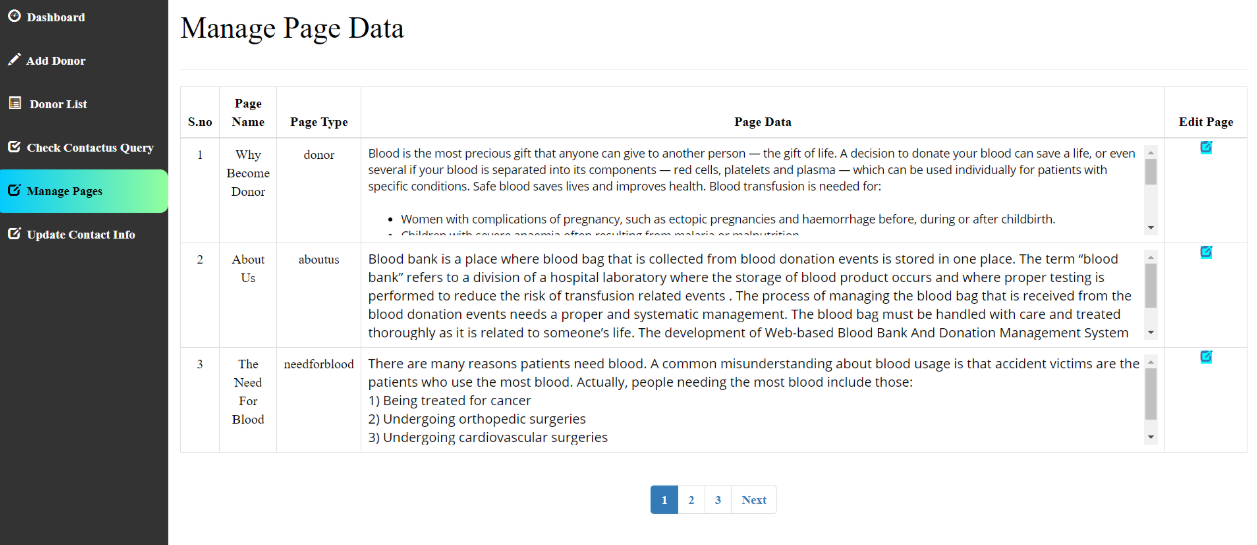 Dashboard
Add Donor
Donor List
Check Contactus Query
Manage Pages
Update Contact Info
Manage Page Data
S.no
Page
Name
Page Type
Page Data
Edit Page
1
Why
Become
Donor
donor
Blood is the most precious gift that anyone can give to another person — the gift of life. A decision to donate your blood can save a life, or even
several if your blood is separated into its components — red cells, platelets and plasma — which can be used individually for patients with
specific conditions. Safe blood saves lives and improves health. Blood transfusion is needed for:
• Women with complications of pregnancy, such as ectopic pregnancies and haemorrhage before, during or after childbirth.
• Children with severe anaemia often resulting from malaria or malnutrition
2
About
Us
aboutus
Blood bank is a place where blood bag that is collected from blood donation events is stored in one place. The term “blood
bank” refers to a division of a hospital laboratory where the storage of blood product occurs and where proper testing is
performed to reduce the risk of transfusion related events . The process of managing the blood bag that is received from the
blood donation events needs a proper and systematic management. The blood bag must be handled with care and treated
thoroughly as it is related to someone’s life. The development of Web-based Blood Bank And Donation Management System
3
The
Need
For
Blood
needforblood
There are many reasons patients need blood. A common misunderstanding about blood usage is that accident victims are the
patients who use the most blood. Actually, people needing the most blood include those:
1) Being treated for cancer
2) Undergoing orthopedic surgeries
3) Undergoing cardiovascular surgeries
1 2 3 Next